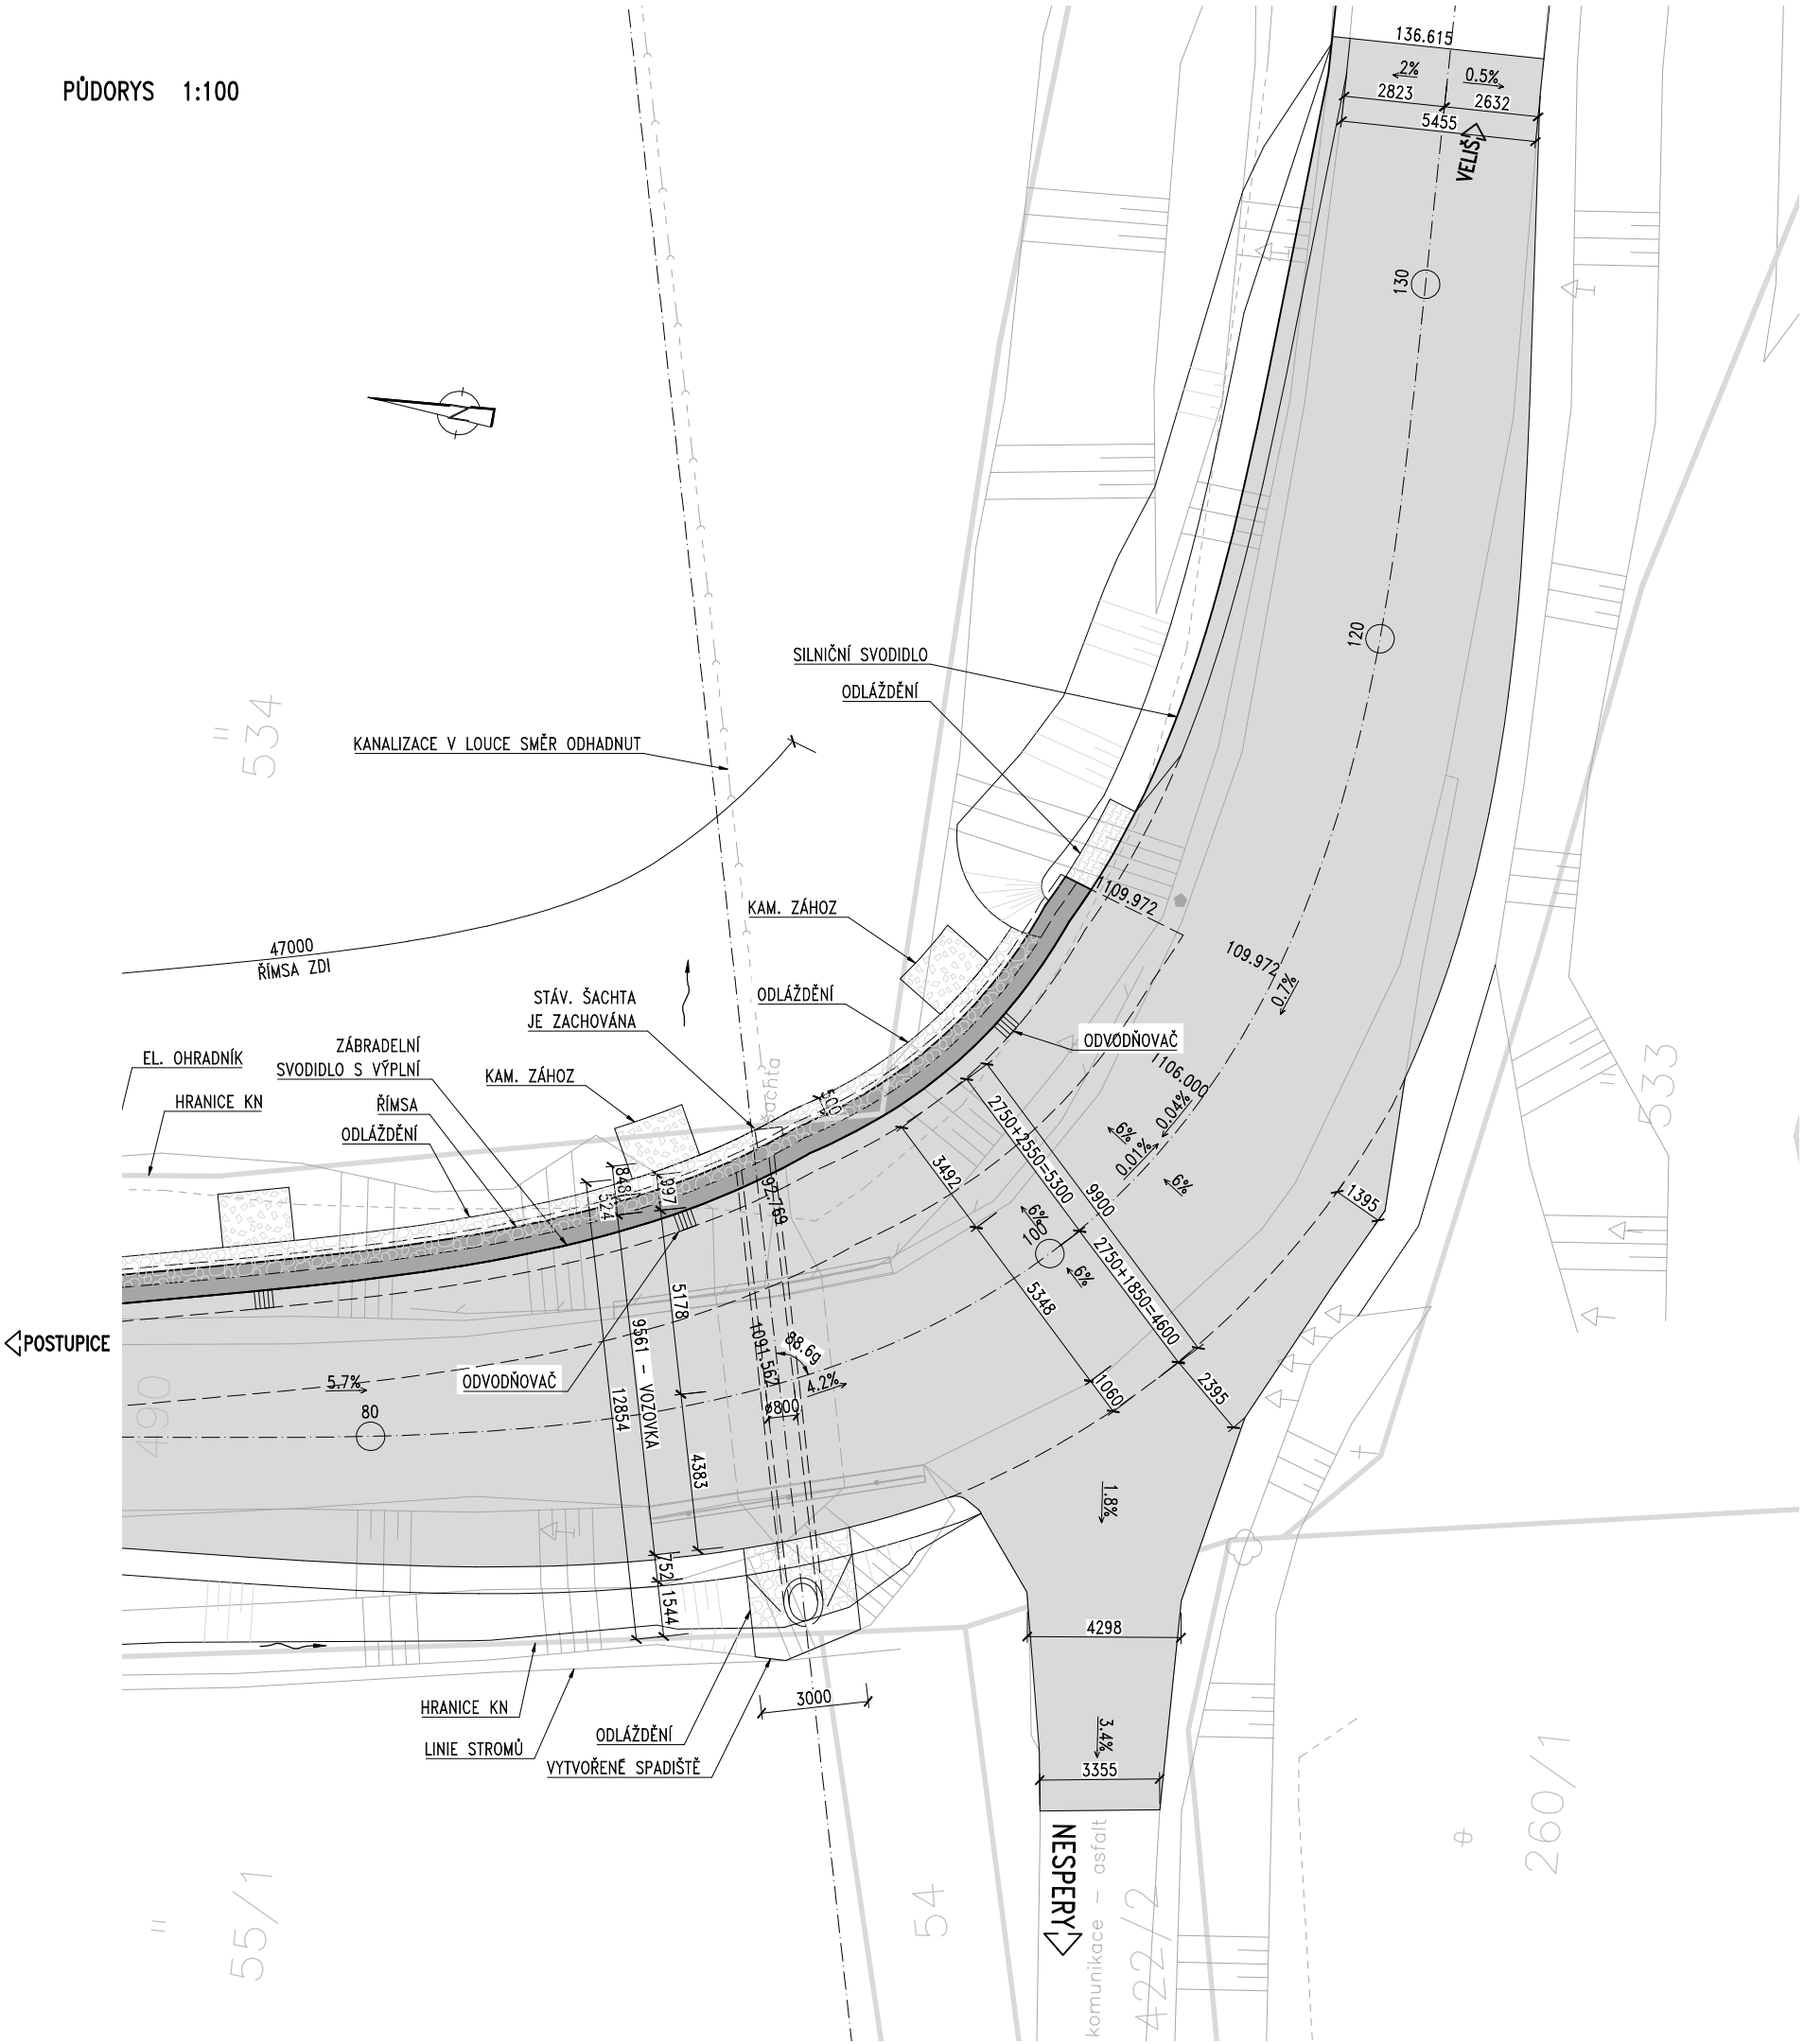 PŮDORYS 1:100
136.615
2%
0.5%
2823
2632
5455
VELIŠ
130
120
SILNIČNÍ SVODIDLO
ODLÁŽDĚNÍ
534
KANALIZACE V LOUCE SMĚR ODHADNUT
1109.972
KAM. ZÁHOZ
47000
ŘÍMSA ZDI
109.972
0.7%
STÁV. ŠACHTA
JE ZACHOVÁNA
ODLÁŽDĚNÍ
ODVODŇOVAČ
ZÁBRADELNÍ
SVODIDLO S VÝPLNÍ
EL. OHRADNÍK
KAM. ZÁHOZ
HRANICE KN
ŘÍMSA
ODLÁŽDĚNÍ
šachta
500
1106.000
0.04%
6%
0.01%
6%
533
2750+2550=5300
9900
3492
1395
848
524
997
92.769
6%
100
6%
2750+1850=4600
5348
5178
9561 - VOZOVKA
12854
1091.562
88.6g
4.2%
ø800
POSTUPICE
5.7%
80
490
ODVODŇOVAČ
1060
2395
4383
1.8%
752
1544
4298
HRANICE KN
LINIE STROMŮ
ODLÁŽDĚNÍ
VYTVOŘENÉ SPADIŠTĚ
3000
3.4%
3355
NESPERY
komunikace - asfalt
422/2
260/1
54
55/1